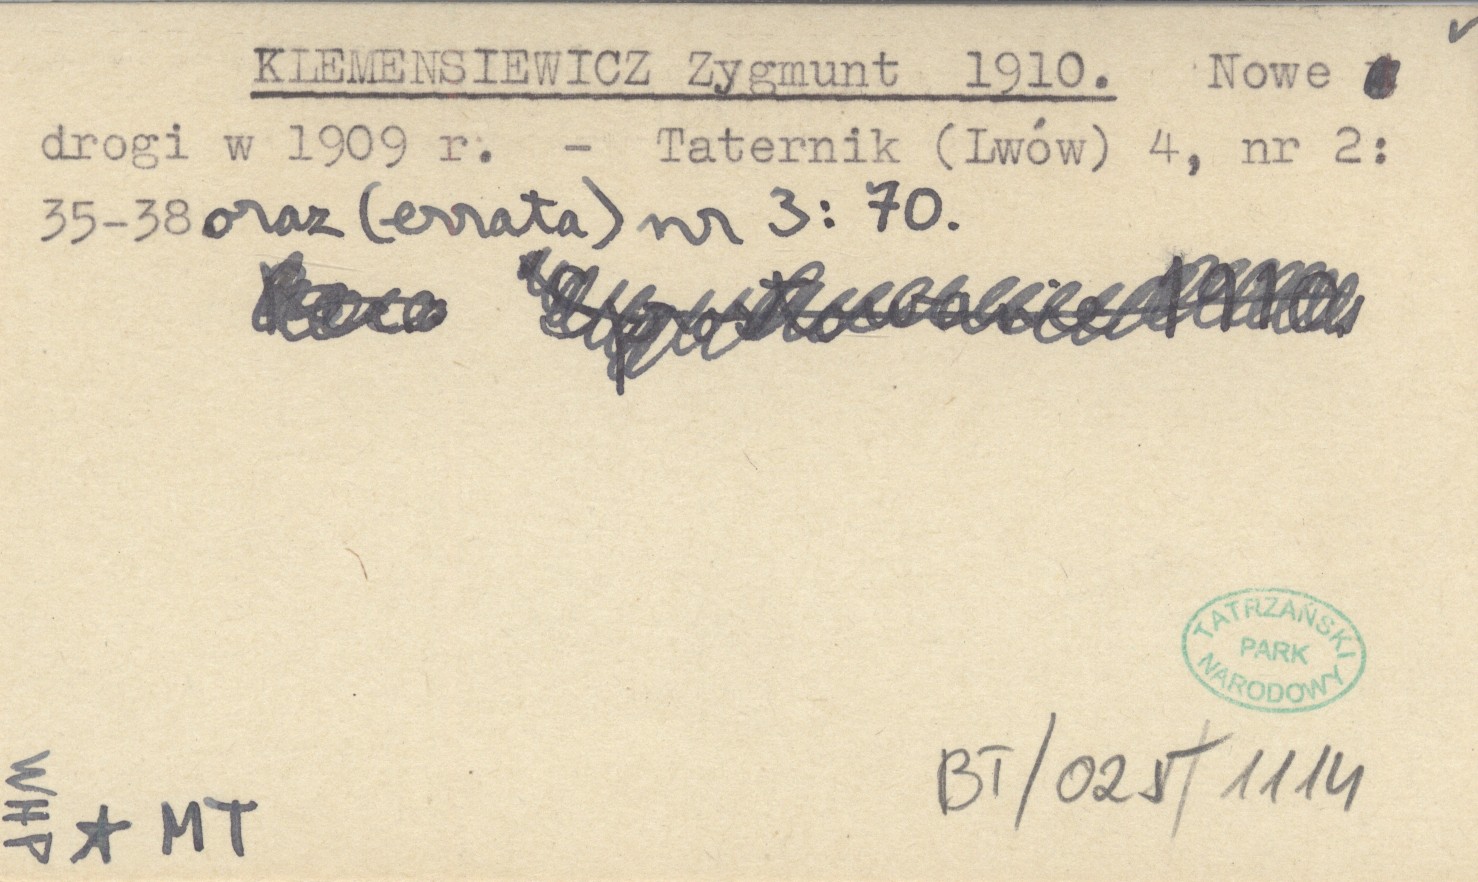 KLEMENSIEWICZ Zygmunt 1910. Nowe
drogi w 1909 r. - Taternik (Lwów) 4, nr 2:
35-38 oraz (errata) nr 3: 70.
1910.
TATRZAŃSKI
PARK
NARODOWY
BT/025/1114
WHP
★ MT